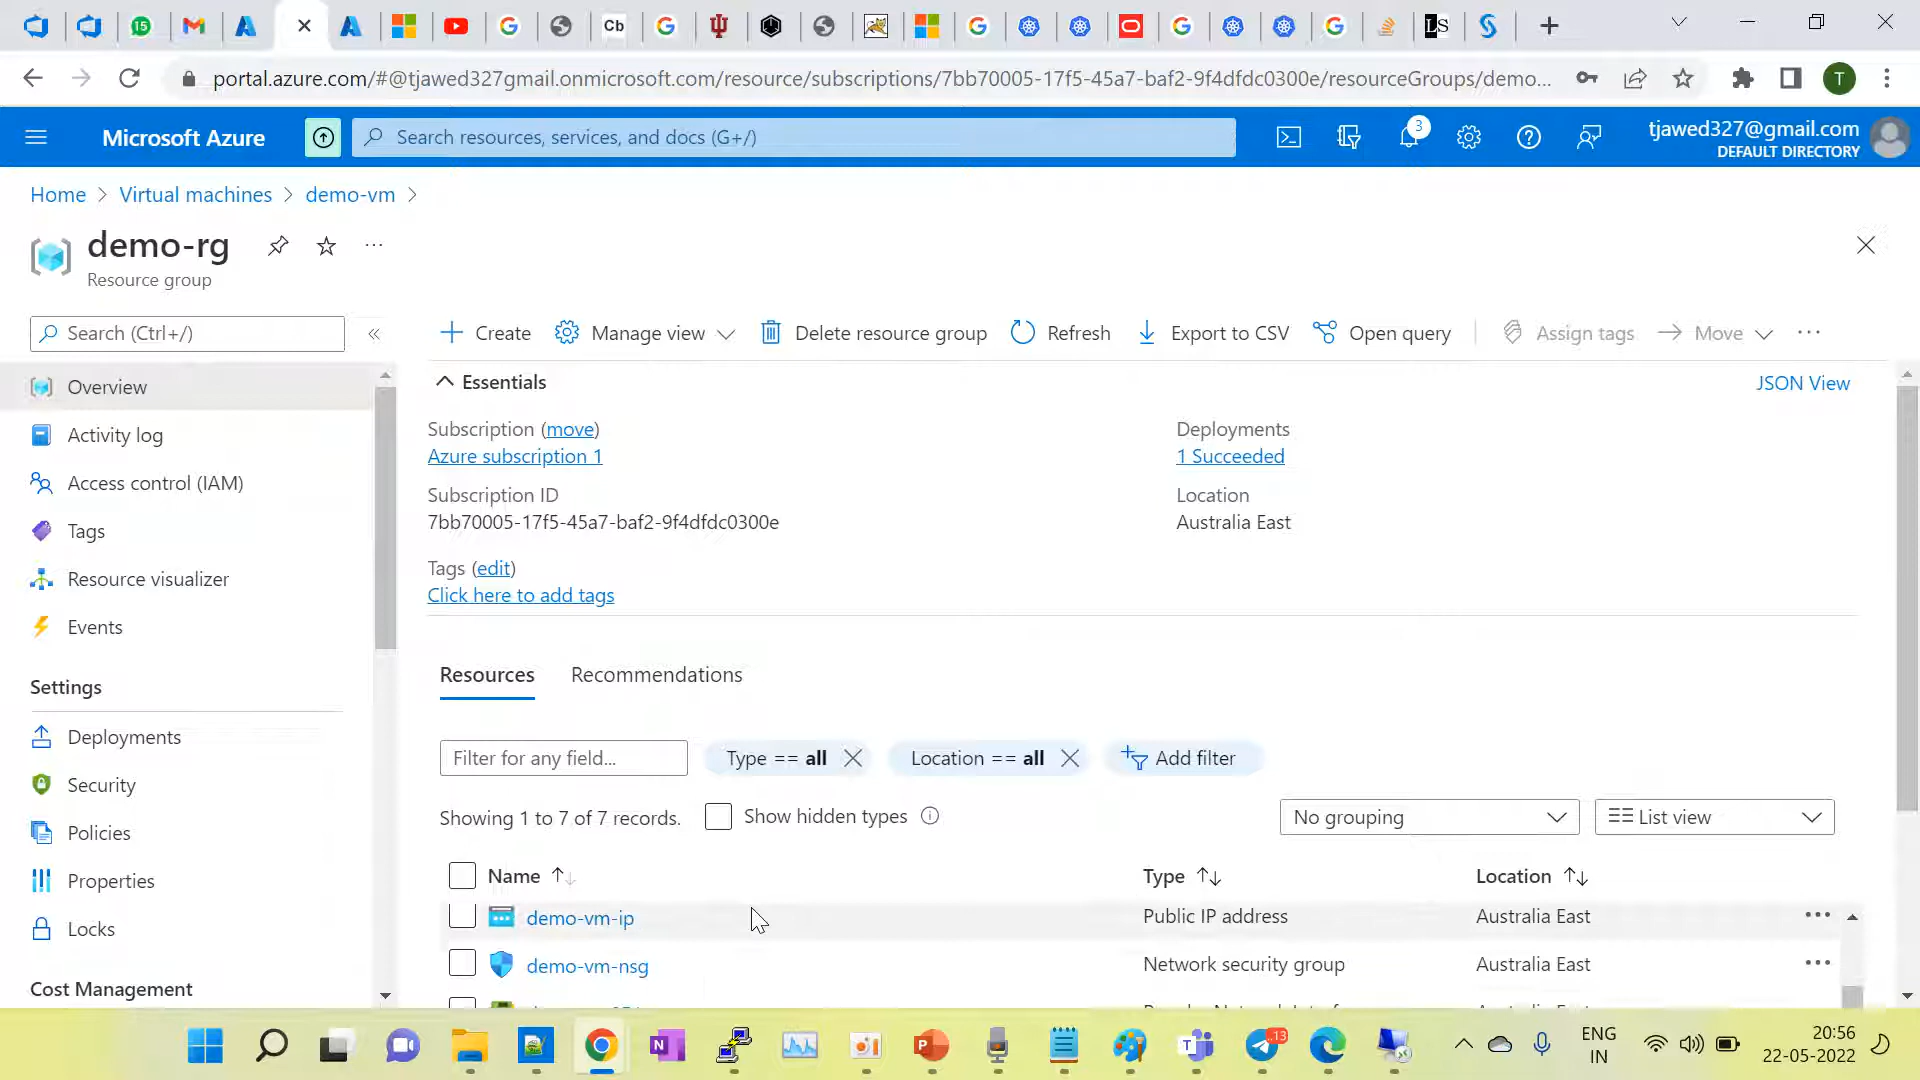 15
Cb
LS
portal.azure.com/#@tjawed327gmail.onmicrosoft.com/resource/subscriptions/7bb70005-17f5-45a7-baf2-9f4dfdc0300e/resourceGroups/demo...
T
Microsoft Azure
Search resources, services, and docs (G+/)
3
tjawed327@gmail.com
DEFAULT DIRECTORY
Home > Virtual machines > demo-vm >
demo-rg
Resource group
Search (Ctrl+/)
Create
Manage view
Delete resource group
Refresh
Export to CSV
Open query
Assign tags
Move
Overview
Activity log
Access control (IAM)
Tags
Resource visualizer
Events
Settings
Deployments
Security
Policies
Properties
Locks
Cost Management
Essentials
JSON View
Subscription (move)
Azure subscription 1
Subscription ID
7bb70005-17f5-45a7-baf2-9f4dfdc0300e
Tags (edit)
Click here to add tags
Deployments
1 Succeeded
Location
Australia East
Resources
Recommendations
Filter for any field...
Type == all
Location == all
Add filter
Showing 1 to 7 of 7 records.
Show hidden types
No grouping
List view
Name
Type
Location
demo-vm-ip
Public IP address
Australia East
demo-vm-nsg
Network security group
Australia East
13
ENG
IN
20:56
22-05-2022